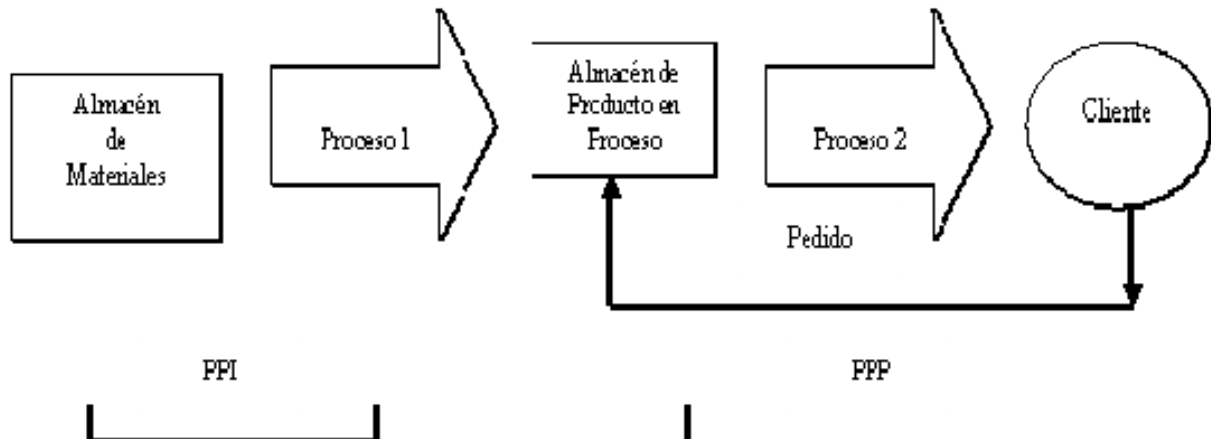 Almacén
de
Materiales
Proceso 1
Almacén de
Producto en
Proceso
Proceso 2
Cliente
Pedido
PPI
PPP